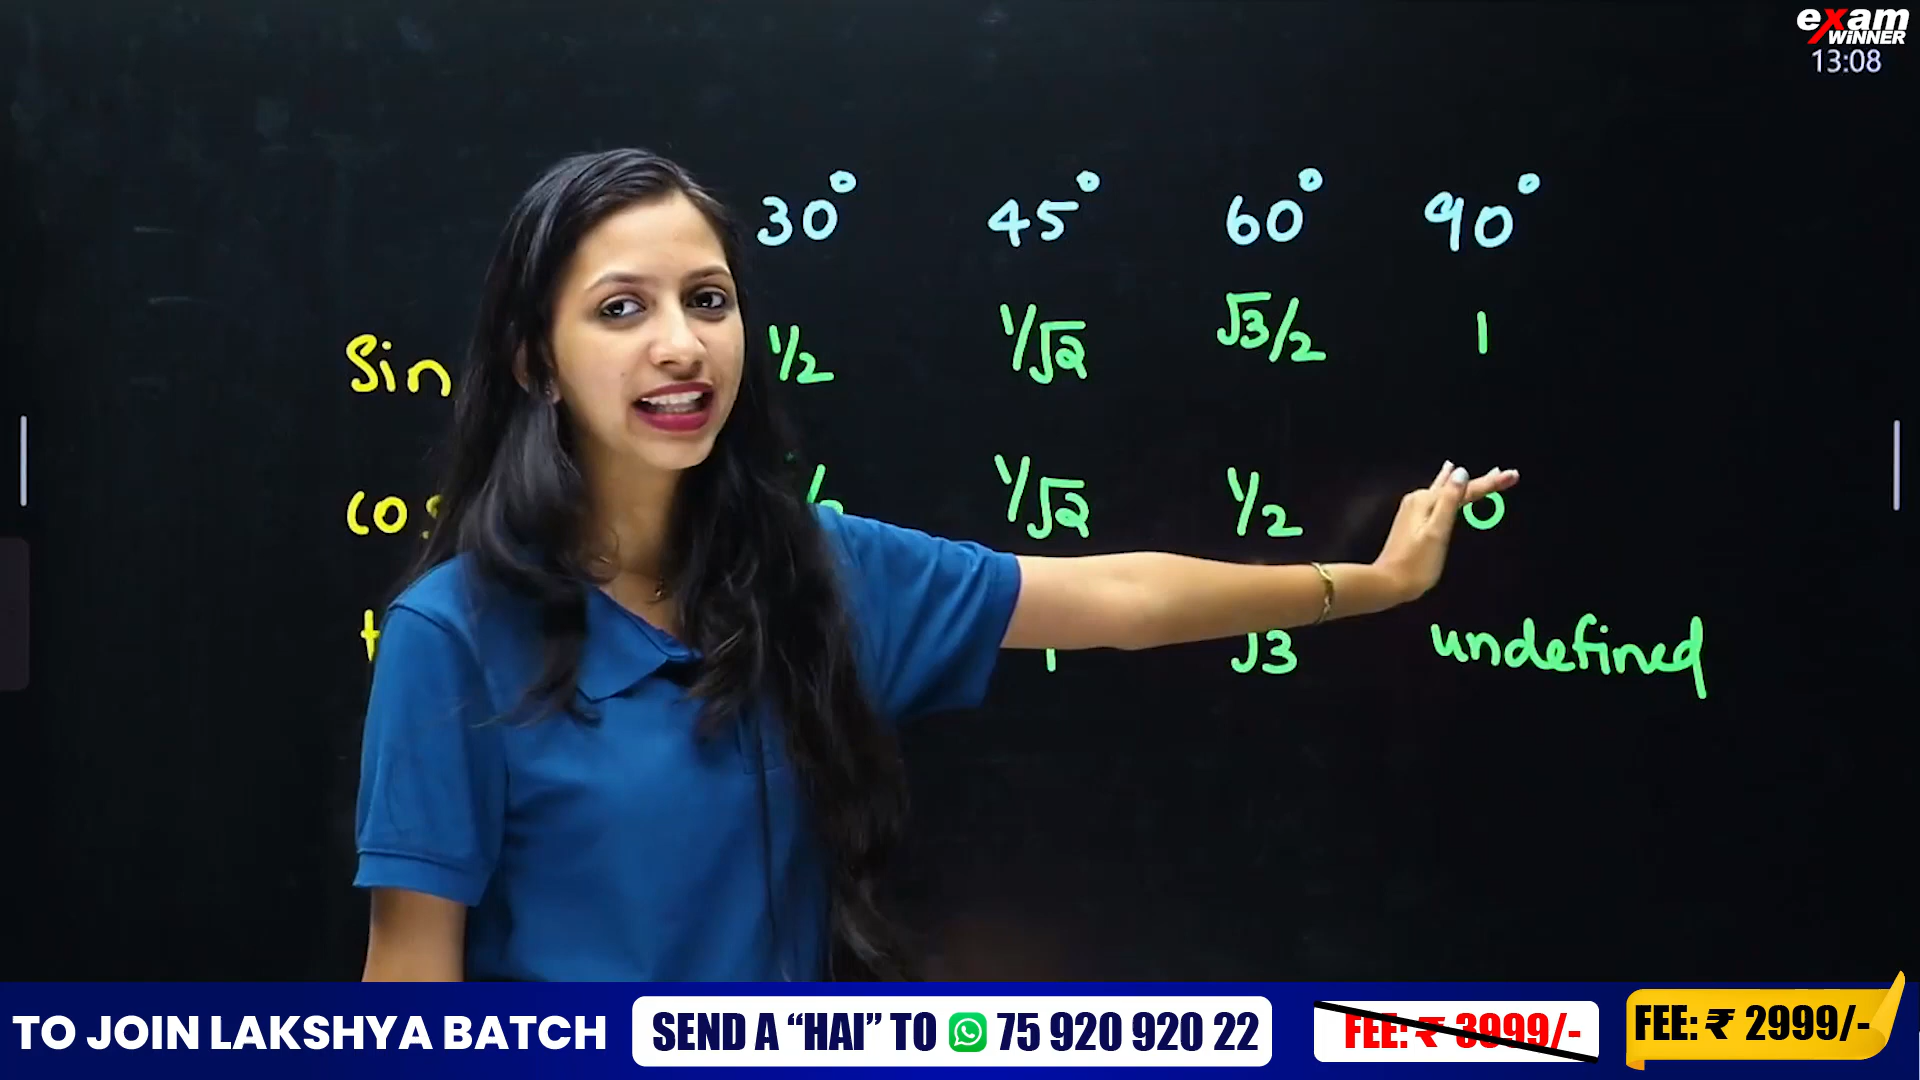 exam
WINNER
13:08
30° 45° 60° 90°
Sin 1/2 1/√2 √3/2 1
cos 1/√2 1/2 0
1 √3 undefined
TO JOIN LAKSHYA BATCH
SEND A “HAI” TO 75 920 920 22
FEE: ₹ 3999/-
FEE: ₹ 2999/-